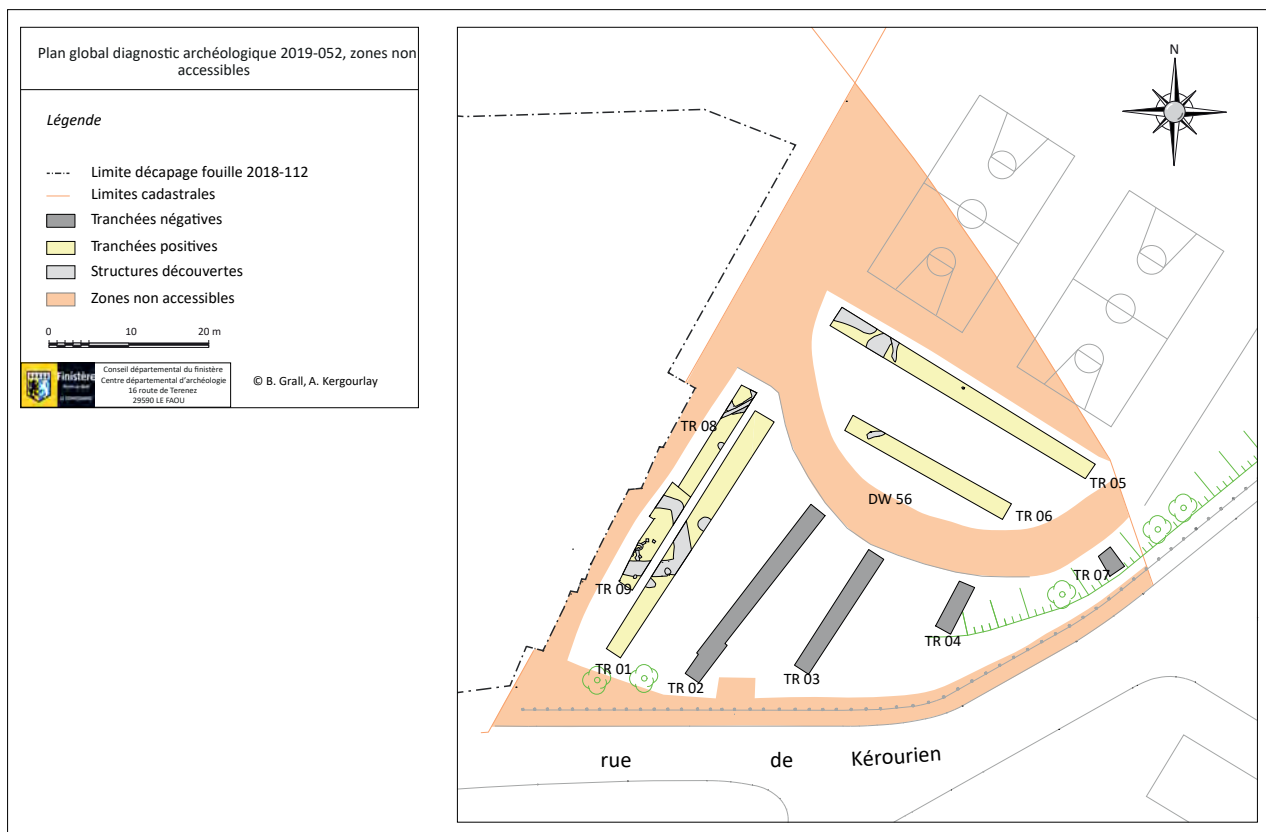 Plan global diagnostic archéologique 2019-052, zones non
accessibles
Légende
Limite décapage fouille 2018-112
Limites cadastrales
Tranchées négatives
Tranchées positives
Structures découvertes
Zones non accessibles
0 10 20 m
Finistère
Conseil départemental du finistère
Centre départemental d'archéologie
16 route de Terenez
29590 LE FAOU
© B. Grall, A. Kergourlay
N
TR 08
TR 05
DW 56
TR 06
TR 07
TR 09
TR 04
TR 01
TR 02
TR 03
rue de Kérourien